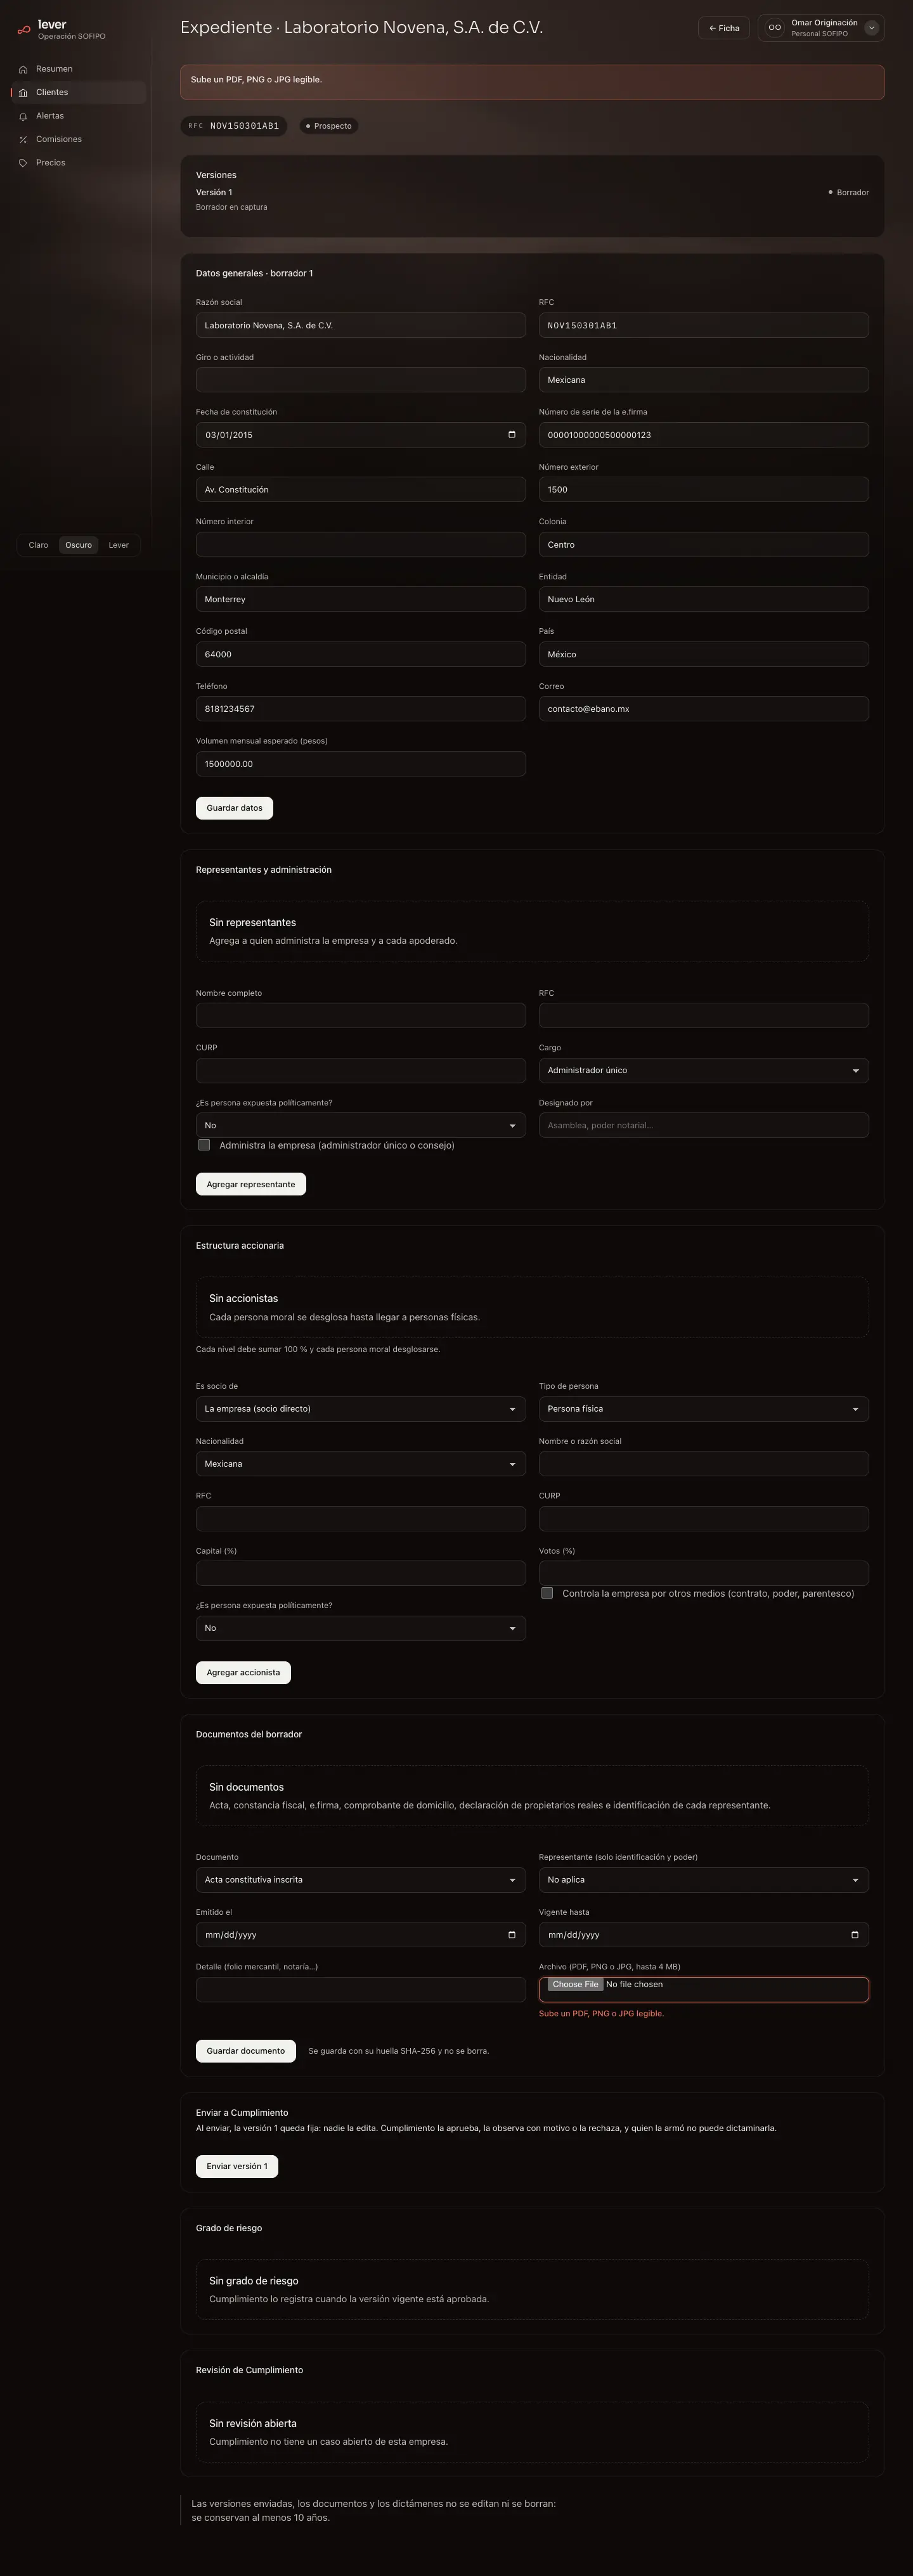 lever
Operación SOFIPO
Resumen
Clientes
Alertas
Comisiones
Precios
Claro
Oscuro
Lever
Expediente · Laboratorio Novena, S.A. de C.V.
← Ficha
OO
Omar Originación
Personal SOFIPO
Sube un PDF, PNG o JPG legible.
RFC NOV150301AB1
Prospecto
Versiones
Versión 1
Borrador
Borrador en captura
Datos generales · borrador 1
Razón social
RFC
Laboratorio Novena, S.A. de C.V.
NOV150301AB1
Giro o actividad
Nacionalidad
Mexicana
Fecha de constitución
Número de serie de la e.firma
03/01/2015
00001000000500000123
Calle
Número exterior
Av. Constitución
1500
Número interior
Colonia
Centro
Municipio o alcaldía
Entidad
Monterrey
Nuevo León
Código postal
País
64000
México
Teléfono
Correo
8181234567
contacto@ebano.mx
Volumen mensual esperado (pesos)
1500000.00
Guardar datos
Representantes y administración
Sin representantes
Agrega a quien administra la empresa y a cada apoderado.
Nombre completo
RFC
CURP
Cargo
Administrador único
¿Es persona expuesta políticamente?
Designado por
No
Asamblea, poder notarial...
Administra la empresa (administrador único o consejo)
Agregar representante
Estructura accionaria
Sin accionistas
Cada persona moral se desglosa hasta llegar a personas físicas.
Cada nivel debe sumar 100 % y cada persona moral desglosarse.
Es socio de
Tipo de persona
La empresa (socio directo)
Persona física
Nacionalidad
Nombre o razón social
Mexicana
RFC
CURP
Capital (%)
Votos (%)
Controla la empresa por otros medios (contrato, poder, parentesco)
¿Es persona expuesta políticamente?
No
Agregar accionista
Documentos del borrador
Sin documentos
Acta, constancia fiscal, e.firma, comprobante de domicilio, declaración de propietarios reales e identificación de cada representante.
Documento
Representante (solo identificación y poder)
Acta constitutiva inscrita
No aplica
Emitido el
Vigente hasta
mm/dd/yyyy
mm/dd/yyyy
Detalle (folio mercantil, notaría...)
Archivo (PDF, PNG o JPG, hasta 4 MB)
Choose File No file chosen
Sube un PDF, PNG o JPG legible.
Guardar documento
Se guarda con su huella SHA-256 y no se borra.
Enviar a Cumplimiento
Al enviar, la versión 1 queda fija: nadie la edita. Cumplimiento la aprueba, la observa con motivo o la rechaza, y quien la armó no puede dictaminarla.
Enviar versión 1
Grado de riesgo
Sin grado de riesgo
Cumplimiento lo registra cuando la versión vigente está aprobada.
Revisión de Cumplimiento
Sin revisión abierta
Cumplimiento no tiene un caso abierto de esta empresa.
Las versiones enviadas, los documentos y los dictámenes no se editan ni se borran:
se conservan al menos 10 años.